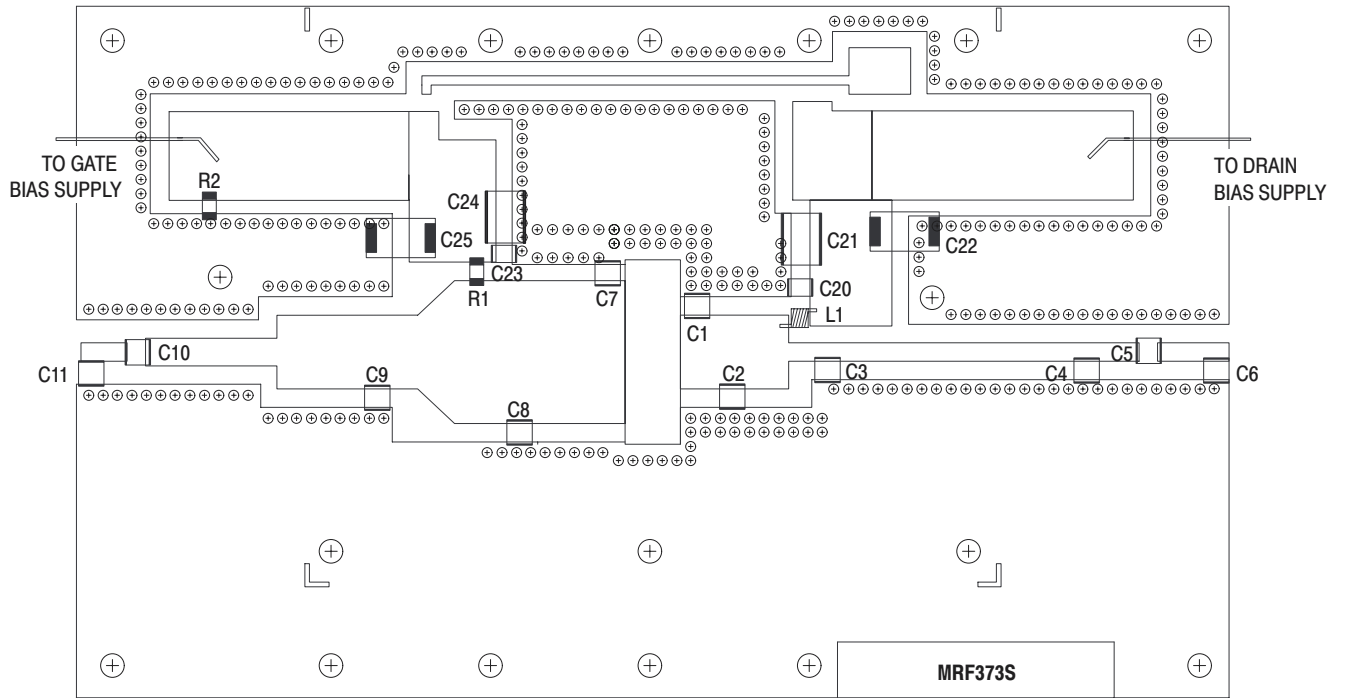 TO GATE
BIAS SUPPLY
R2
C24
C25
C23
R1
C7
C21
C22
C20
L1
C1
TO DRAIN
BIAS SUPPLY
C11
C10
C9
C8
C2
C3
C4
C5
C6
MRF373S